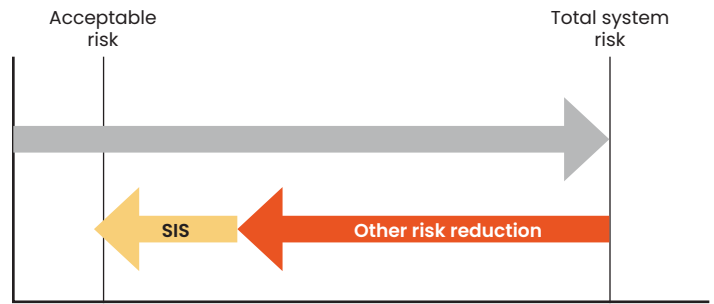 Acceptable
risk
Total system
risk
SIS
Other risk reduction